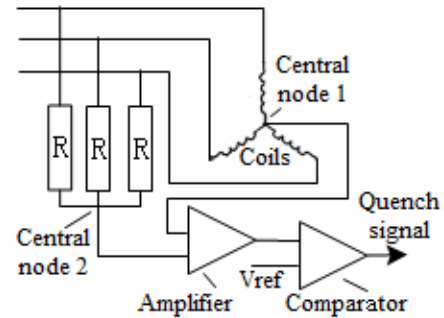 Central
node 1
R R R
Coils
Quench
signal
Central
node 2
Vref
Amplifier
Comparator